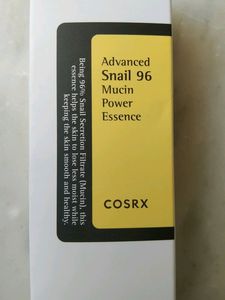 Advanced
Snail 96
Mucin
Power
Essence
Being 96% Snail Secretion Filtrate (Mucin), this
essence helps the skin to lose less moist while
keeping the skin smooth and healthy.
COSRX